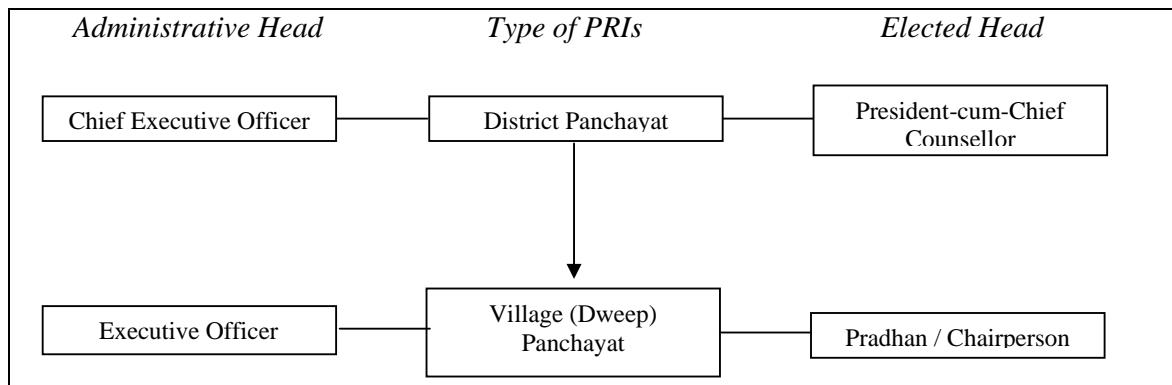 Administrative Head Type of PRIs Elected Head
Chief Executive Officer District Panchayat President-cum-Chief
Counsellor
Executive Officer Village (Dweep)
Panchayat Pradhan / Chairperson